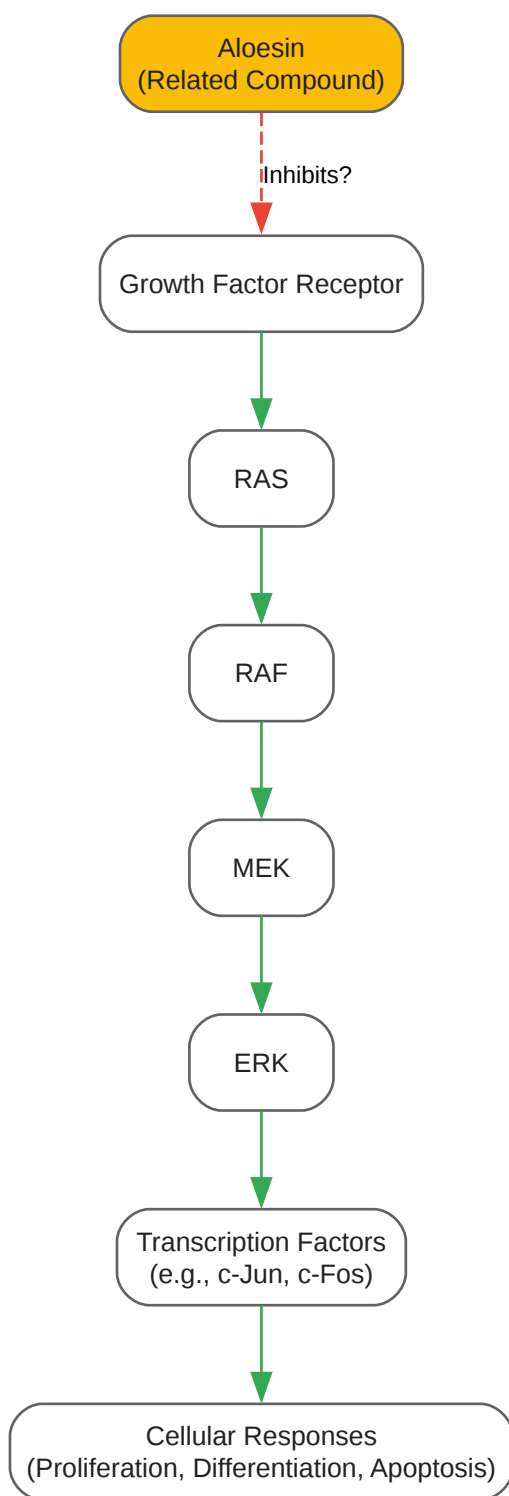 Aloesin
(Related Compound)
Inhibits?
Growth Factor Receptor
RAS
RAF
MEK
ERK
Transcription Factors
(e.g., c-Jun, c-Fos)
Cellular Responses
(Proliferation, Differentiation, Apoptosis)